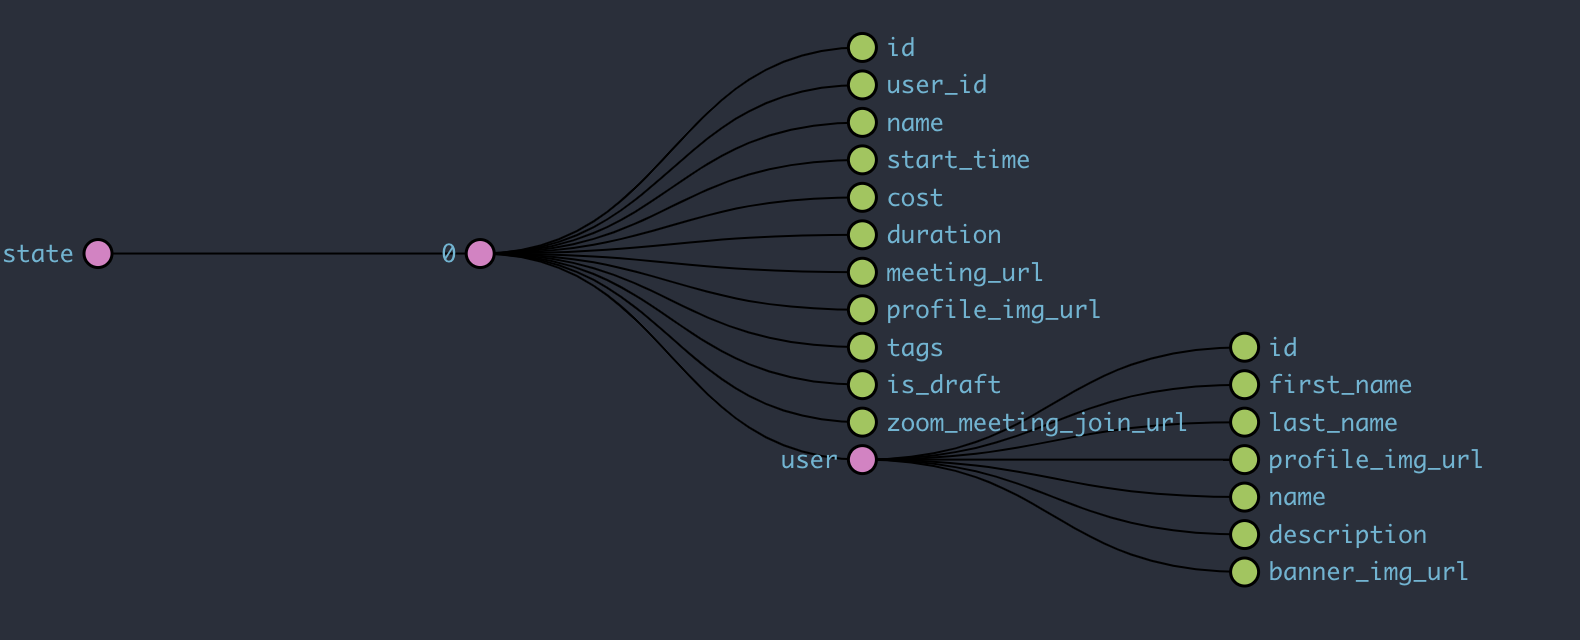 state
0
id
user_id
name
start_time
cost
duration
meeting_url
profile_img_url
tags
is_draft
zoom_meeting_join_url
user
id
first_name
last_name
profile_img_url
name
description
banner_img_url